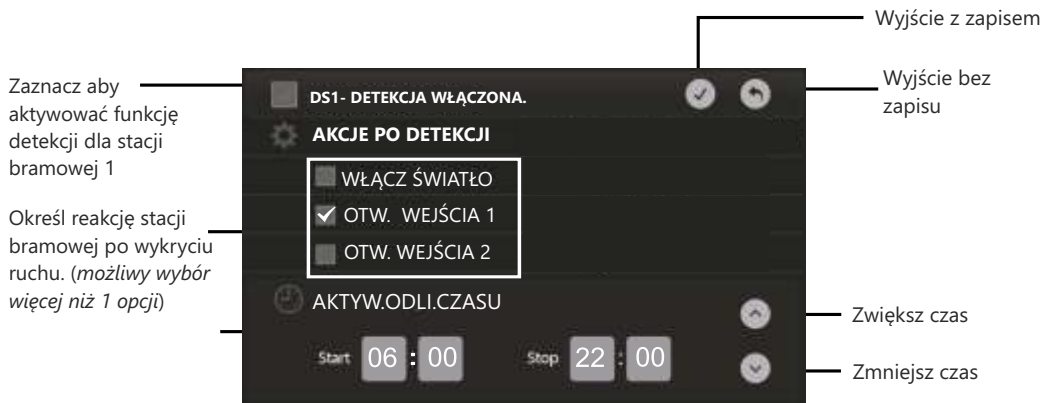 Wyjście z zapisem
Zaznacz aby
aktywować funkcję
detekcji dla stacji
bramowej 1
DS1- DETEKCJA WŁĄCZONA.
Wyjście bez
zapisu
AKCJE PO DETEKCJI
WŁĄCZ ŚWIATŁO
OTW.  WEJŚCIA 1
OTW. WEJŚCIA 2
Określ reakcję stacji
bramowej po wykryciu
ruchu. (możliwy wybór
więcej niż 1 opcji)
AKTYW.ODLI.CZASU
Start 06 : 00 Stop 22 : 00
Zwiększ czas
Zmniejsz czas